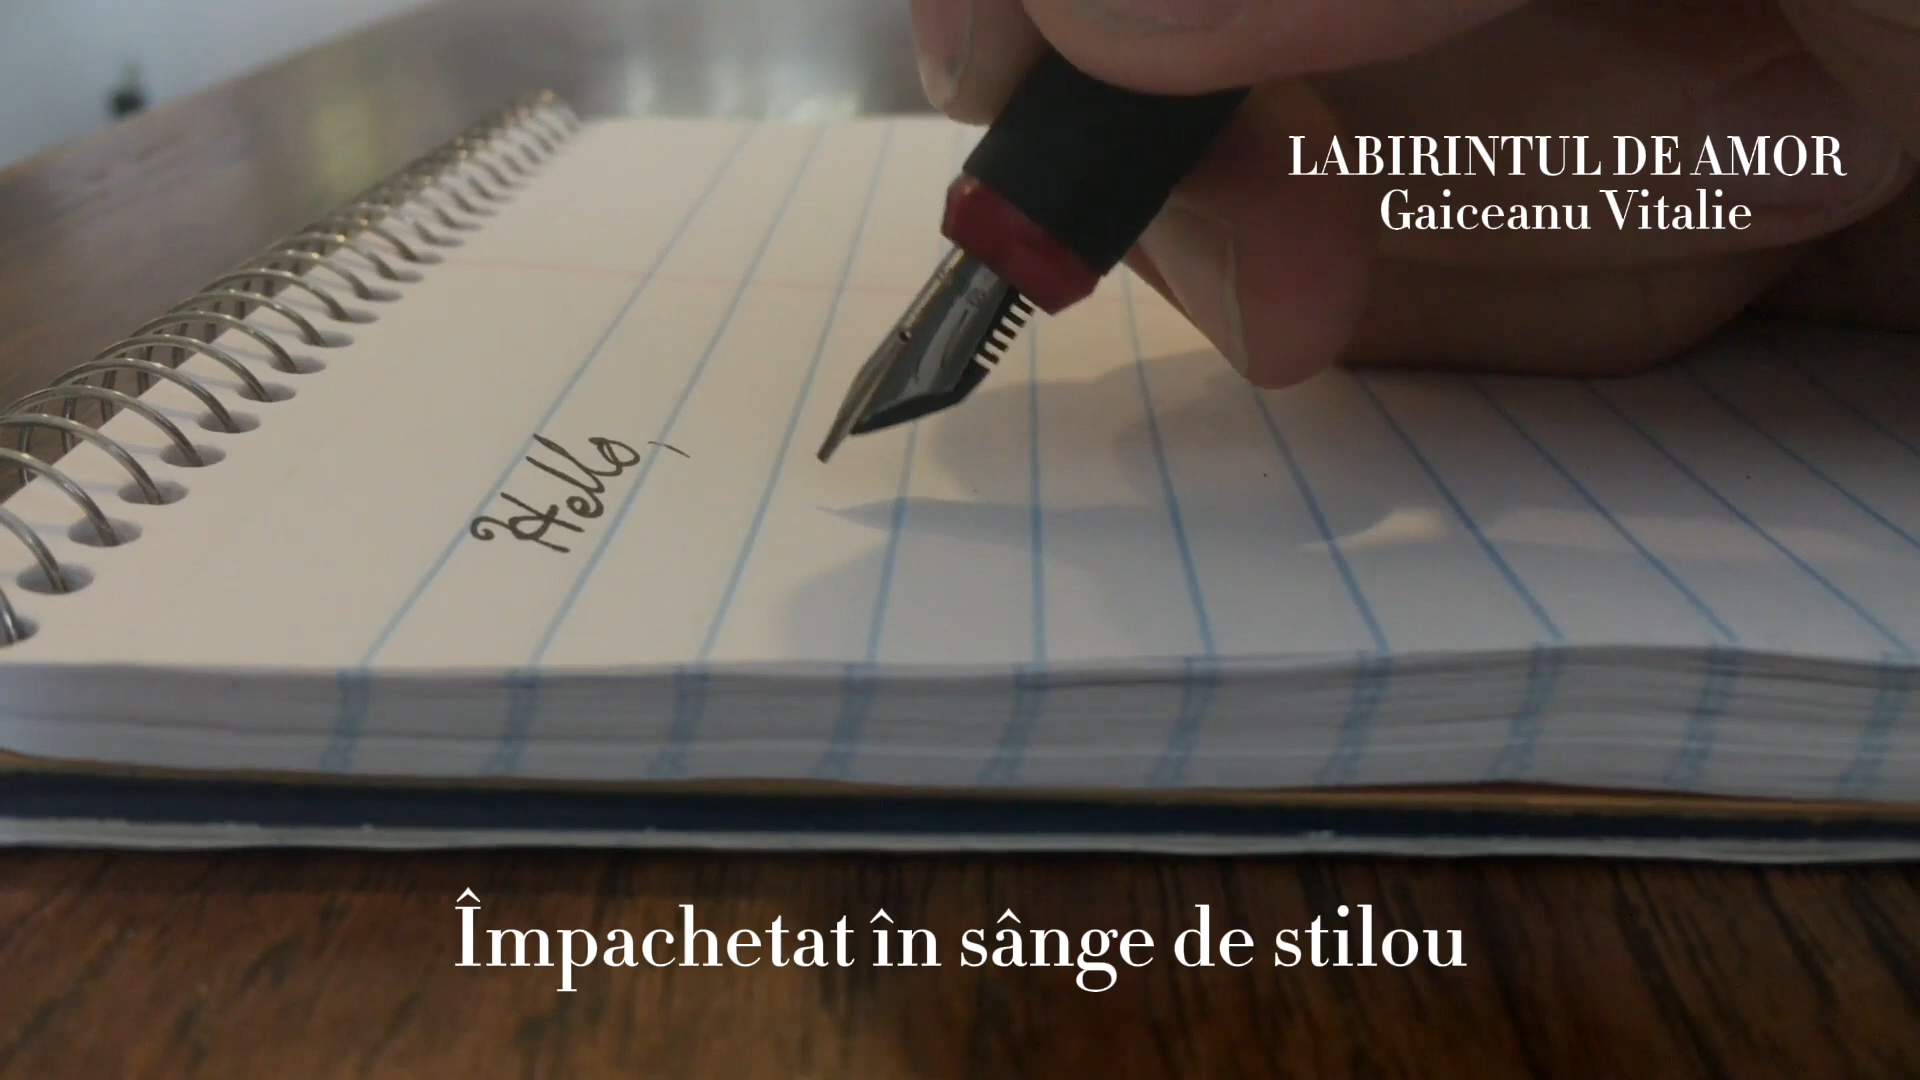 LABIRINTUL DE AMOR
Gaiceanu Vitalie
Hello,
Împachetat în sânge de stilou